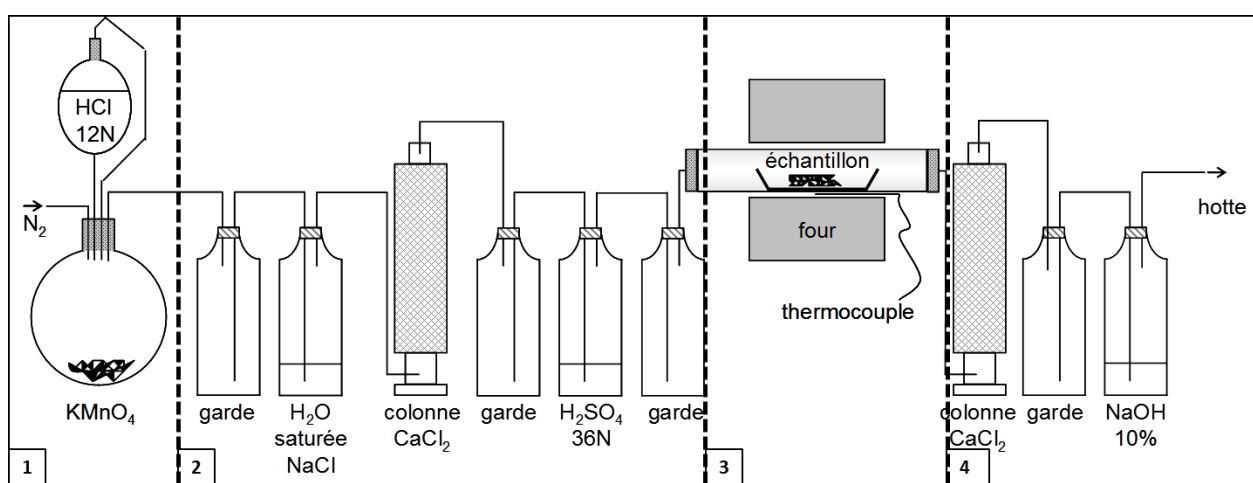 HCl
12N
N₂
KMnO₄
garde
H₂O
saturée
NaCl
colonne
CaCl₂
garde
H₂SO₄
36N
garde
échantillon
four
thermocouple
colonne
CaCl₂
garde
NaOH
10%
hotte
1
2
3
4